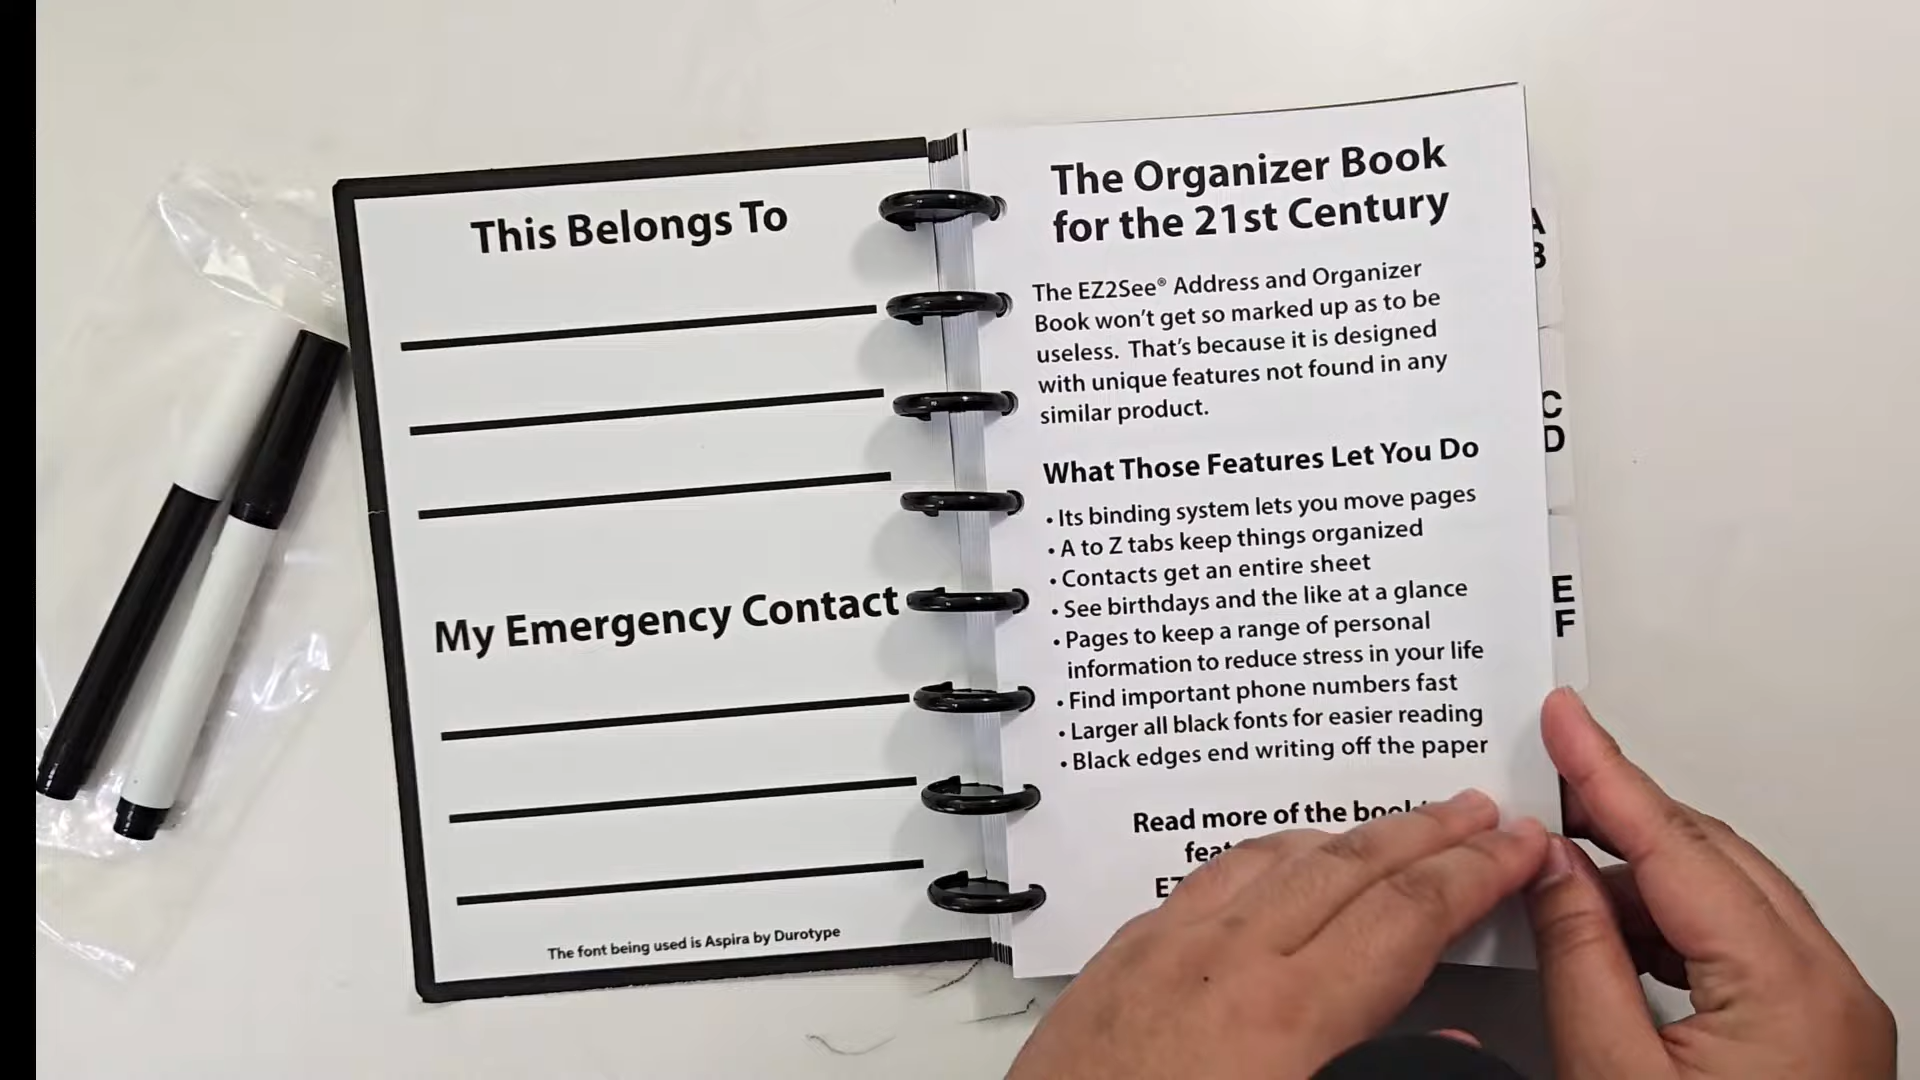 This Belongs To
My Emergency Contact
The font being used is Aspira by Durotype
The Organizer Book
for the 21st Century
The EZ2See® Address and Organizer
Book won't get so marked up as to be
useless. That's because it is designed
with unique features not found in any
similar product.
What Those Features Let You Do
• Its binding system lets you move pages
• A to Z tabs keep things organized
• Contacts get an entire sheet
• See birthdays and the like at a glance
• Pages to keep a range of personal
information to reduce stress in your life
• Find important phone numbers fast
• Larger all black fonts for easier reading
• Black edges end writing off the paper
Read more of the
A
B
C
D
E
F